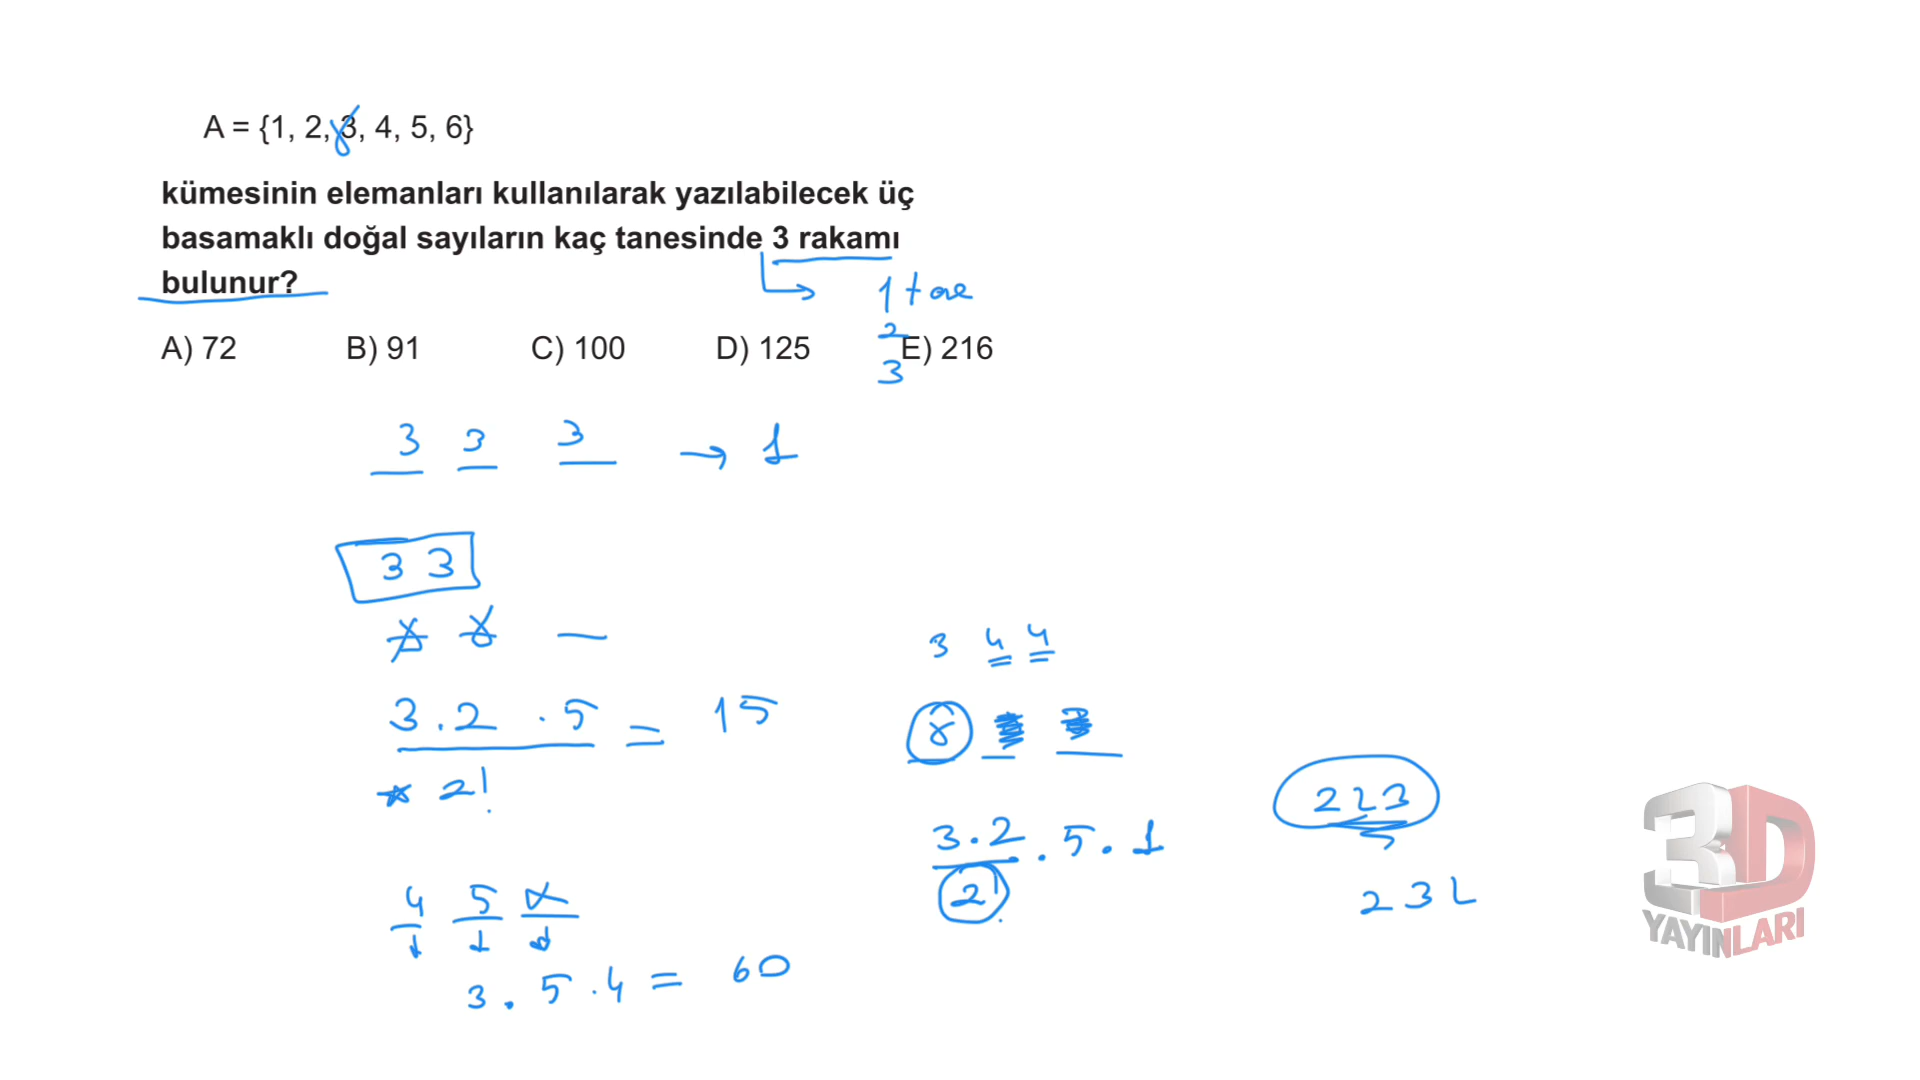 A = {1, 2, 3, 4, 5, 6}
kümesinin elemanları kullanılarak yazılabilecek üç
basamaklı doğal sayıların kaç tanesinde 3 rakamı
bulunur?
1 tane
2
3
A) 72 B) 91 C) 100 D) 125 E) 216
3 3 3 → 1
3 3
3 . 2 . 5 = 15
2!
3 4 4
3 . 2 . 5 . 1
2!
2 2 3
2 3 2
4 5
3 . 5 . 4 = 60
3D
YAYINLARI